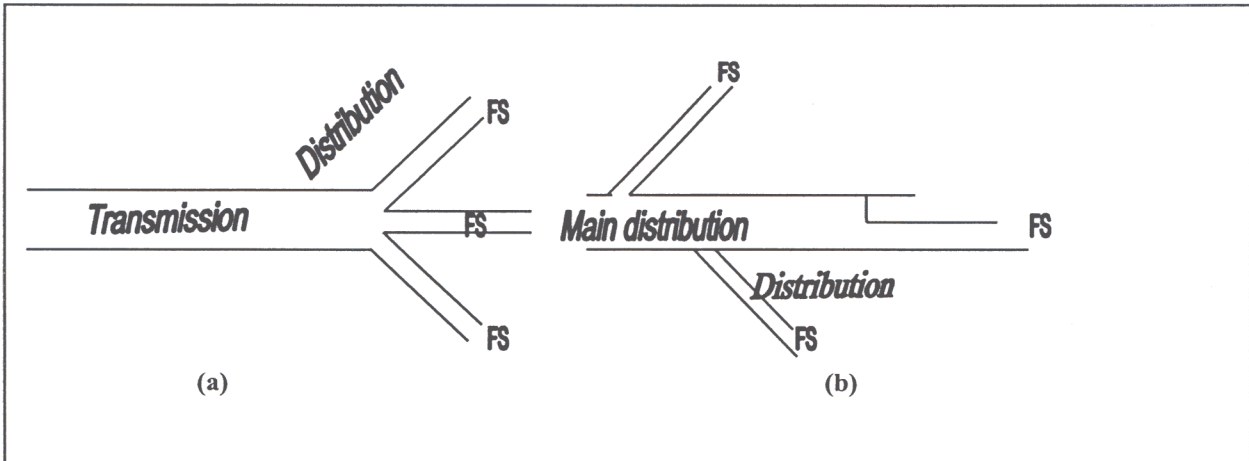 Distribution
FS
Transmission
FS
FS
(a)
FS
Main distribution
FS
Distribution
FS
(b)